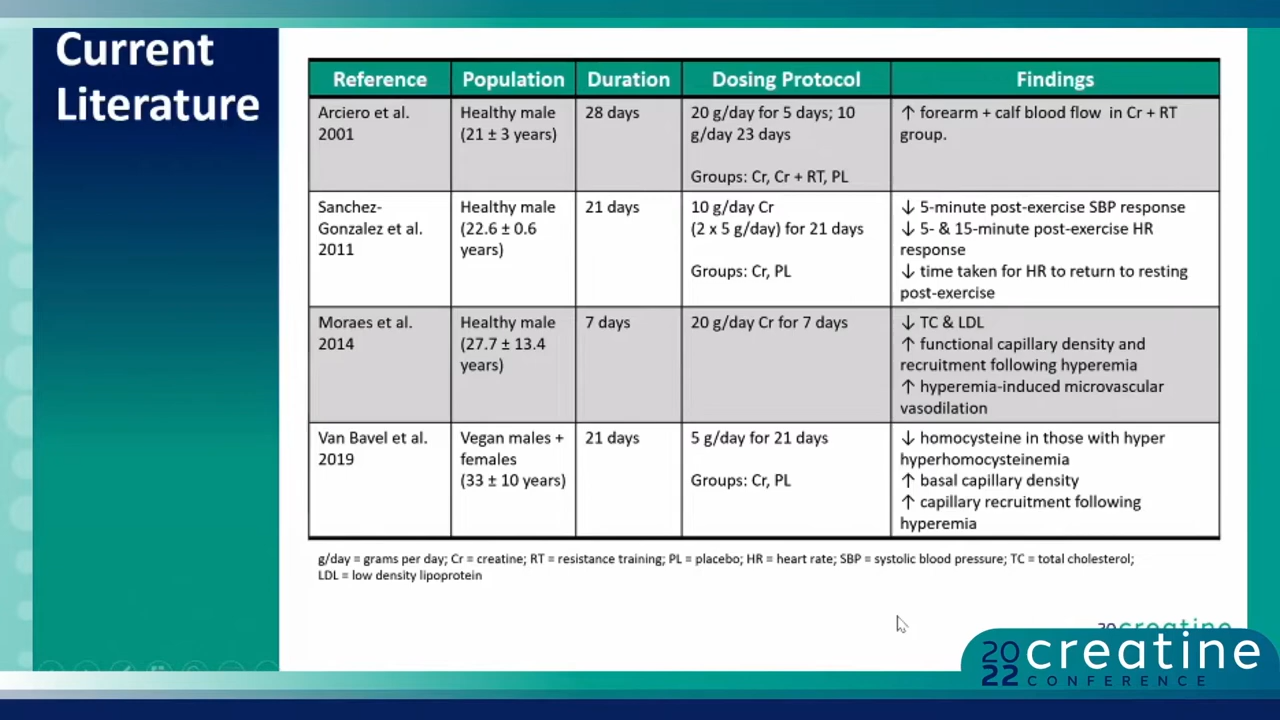 Current
Literature
Reference
Population
Duration
Dosing Protocol
Findings
Arciero et al.
2001
Healthy male
(21 ± 3 years)
28 days
20 g/day for 5 days; 10
g/day 23 days
Groups: Cr, Cr + RT, PL
↑ forearm + calf blood flow in Cr + RT
group.
Sanchez-
Gonzalez et al.
2011
Healthy male
(22.6 ± 0.6
years)
21 days
10 g/day Cr
(2 x 5 g/day) for 21 days
Groups: Cr, PL
↓ 5-minute post-exercise SBP response
↓ 5- & 15-minute post-exercise HR
response
↓ time taken for HR to return to resting
post-exercise
Moraes et al.
2014
Healthy male
(27.7 ± 13.4
years)
7 days
20 g/day Cr for 7 days
↓ TC & LDL
↑ functional capillary density and
recruitment following hyperemia
↑ hyperemia-induced microvascular
vasodilation
Van Bavel et al.
2019
Vegan males +
females
(33 ± 10 years)
21 days
5 g/day for 21 days
Groups: Cr, PL
↓ homocysteine in those with hyper
hyperhomocysteinemia
↑ basal capillary density
↑ capillary recruitment following
hyperemia
g/day = grams per day; Cr = creatine; RT = resistance training; PL = placebo; HR = heart rate; SBP = systolic blood pressure; TC = total cholesterol;
LDL = low density lipoprotein
20 creatine
2022 creatine
CONFERENCE